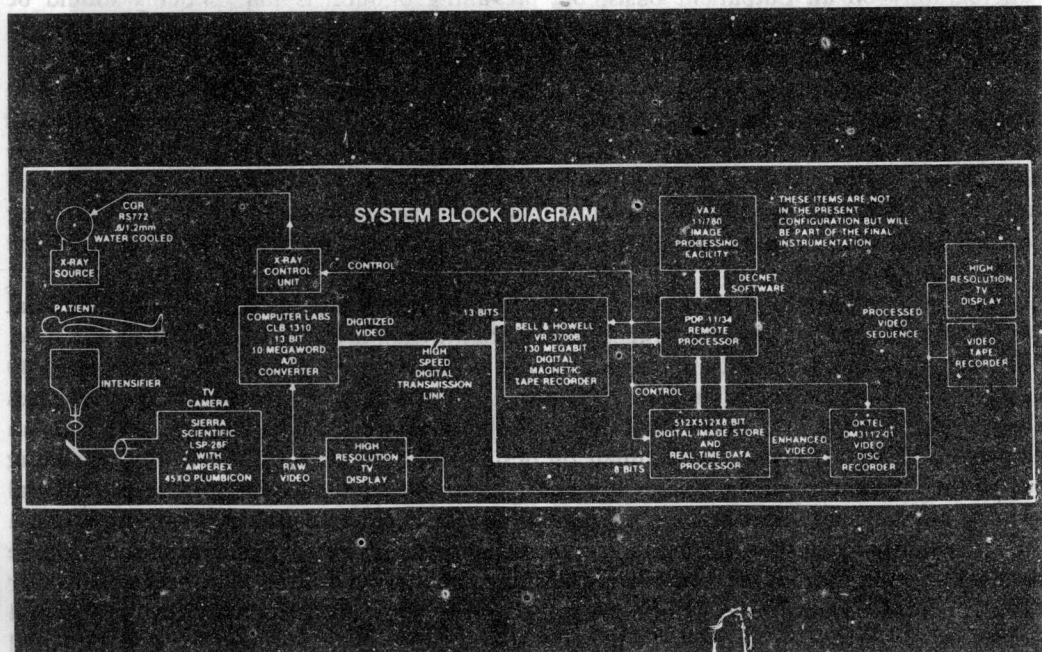 SYSTEM BLOCK DIAGRAM
CGR
RS772
.6/1.2mm
WATER COOLED
X-RAY
SOURCE
PATIENT
INTENSIFIER
TV
CAMERA
SIERRA
SCIENTIFIC
LSP-26F
WITH
AMPEREX
45XQ PLUMBICON
X-RAY
CONTROL
UNIT
CONTROL
COMPUTER LABS
CLB 1310
13 BIT
10 MEGAWORD
A/D
CONVERTER
DIGITIZED
VIDEO
RAW
VIDEO
HIGH
RESOLUTION
TV
DISPLAY
HIGH
SPEED
DIGITAL
TRANSMISSION
LINK
13 BITS
8 BITS
BELL & HOWELL
VR-3700B
130 MEGABIT
DIGITAL
MAGNETIC
TAPE RECORDER
VAX
11/780
IMAGE
PROCESSING
FACILITY
DECNET
SOFTWARE
PDP 11/34
REMOTE
PROCESSOR
CONTROL
512X512X8 BIT
DIGITAL IMAGE STORE
AND
REAL TIME DATA
PROCESSOR
ENHANCED
VIDEO
OKTEL
DM3112-01
VIDEO
DISC
RECORDER
* THESE ITEMS ARE NOT
IN THE PRESENT
CONFIGURATION BUT WILL
BE PART OF THE FINAL
INSTRUMENTATION
PROCESSED
VIDEO
SEQUENCE
HIGH
RESOLUTION
TV
DISPLAY
VIDEO
TAPE
RECORDER